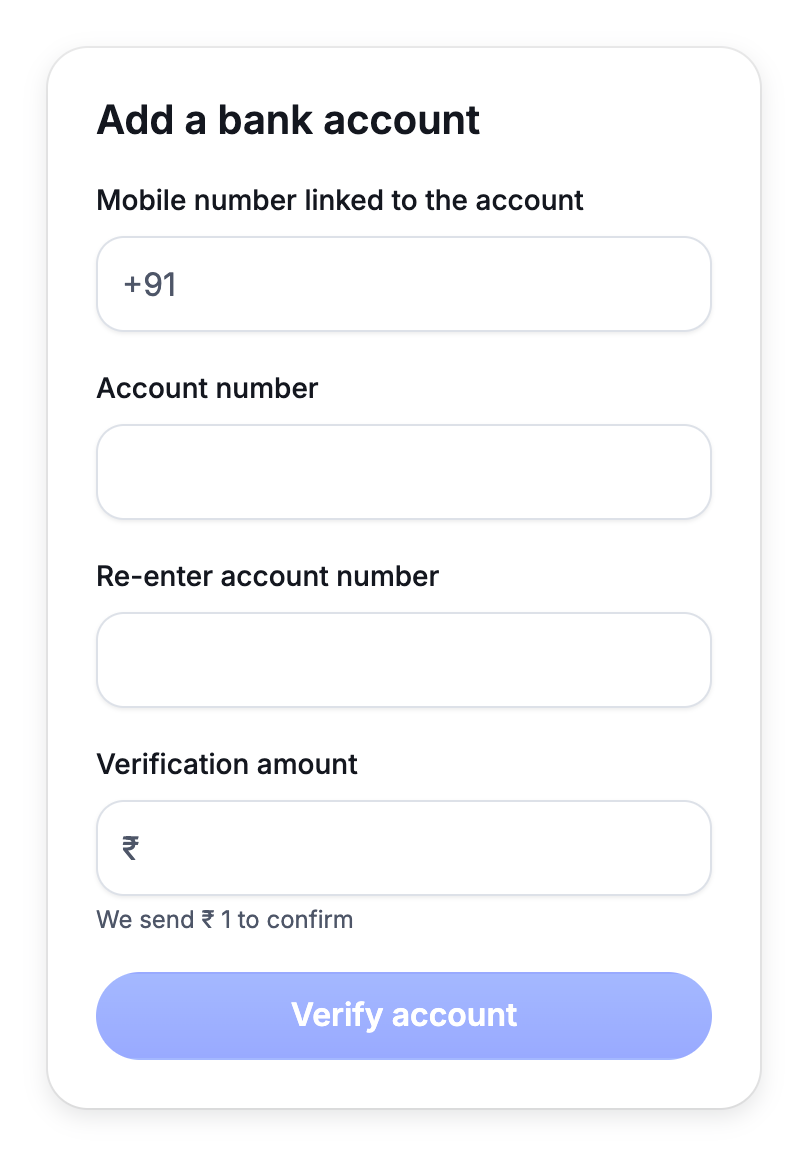 Add a bank account
Mobile number linked to the account
+91
Account number
Re-enter account number
Verification amount
₹
We send ₹ 1 to confirm
Verify account